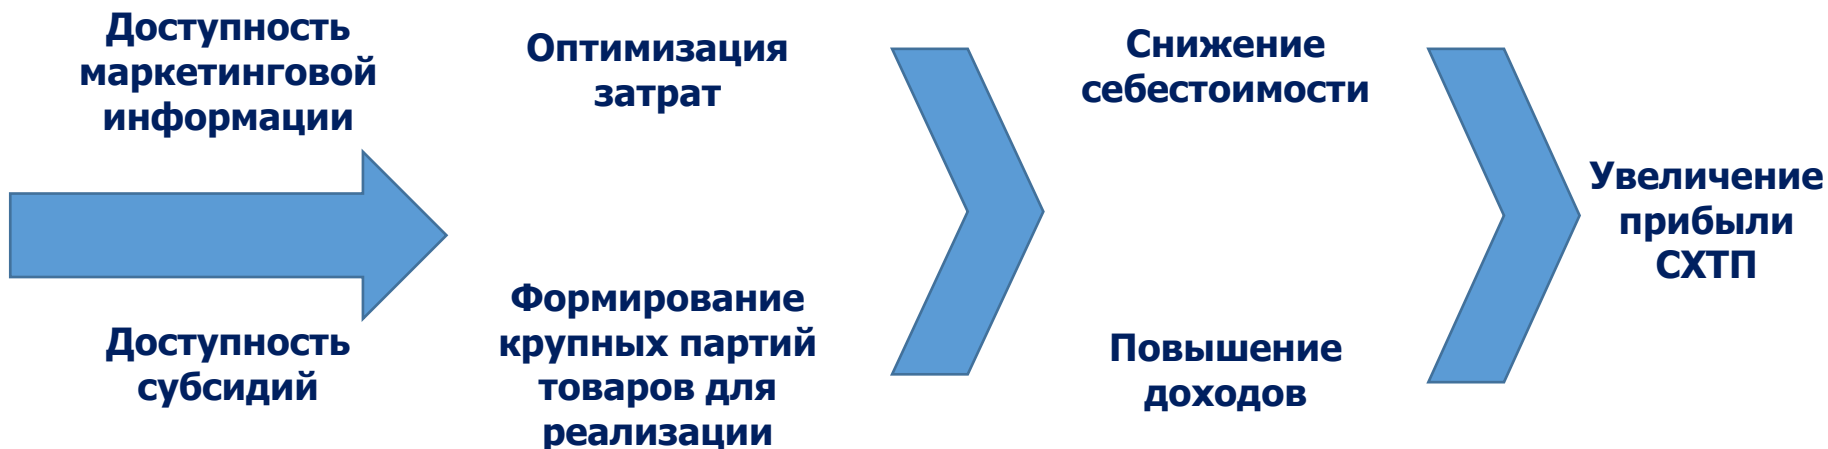 Доступность
маркетинговой
информации
Доступность
субсидий
Оптимизация
затрат
Формирование
крупных партий
товаров для
реализации
Снижение
себестоимости
Повышение
доходов
Увеличение
прибыли
СХТП